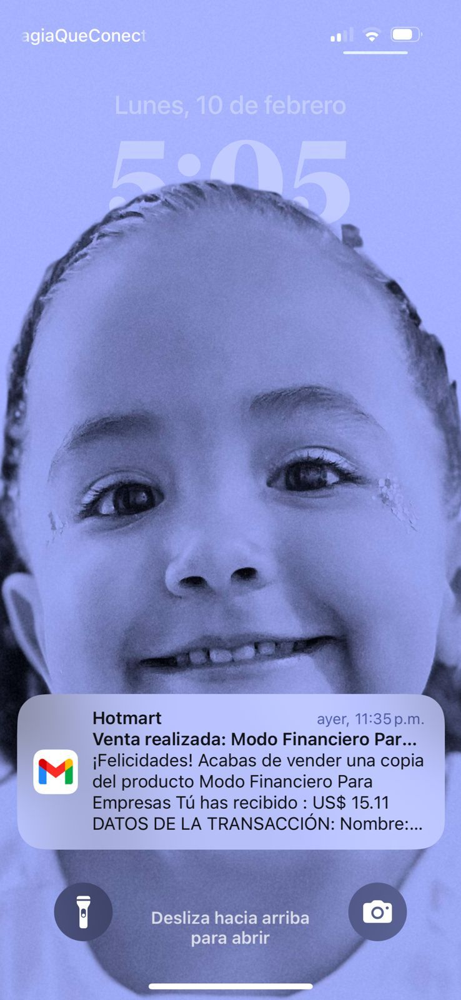 agiaQueConect
Lunes, 10 de febrero
5:05
Hotmart
ayer, 11:35 p.m.
Venta realizada: Modo Financiero Par...
¡Felicidades! Acabas de vender una copia
del producto Modo Financiero Para
Empresas Tú has recibido : US$ 15.11
DATOS DE LA TRANSACCIÓN: Nombre:...
Desliza hacia arriba
para abrir